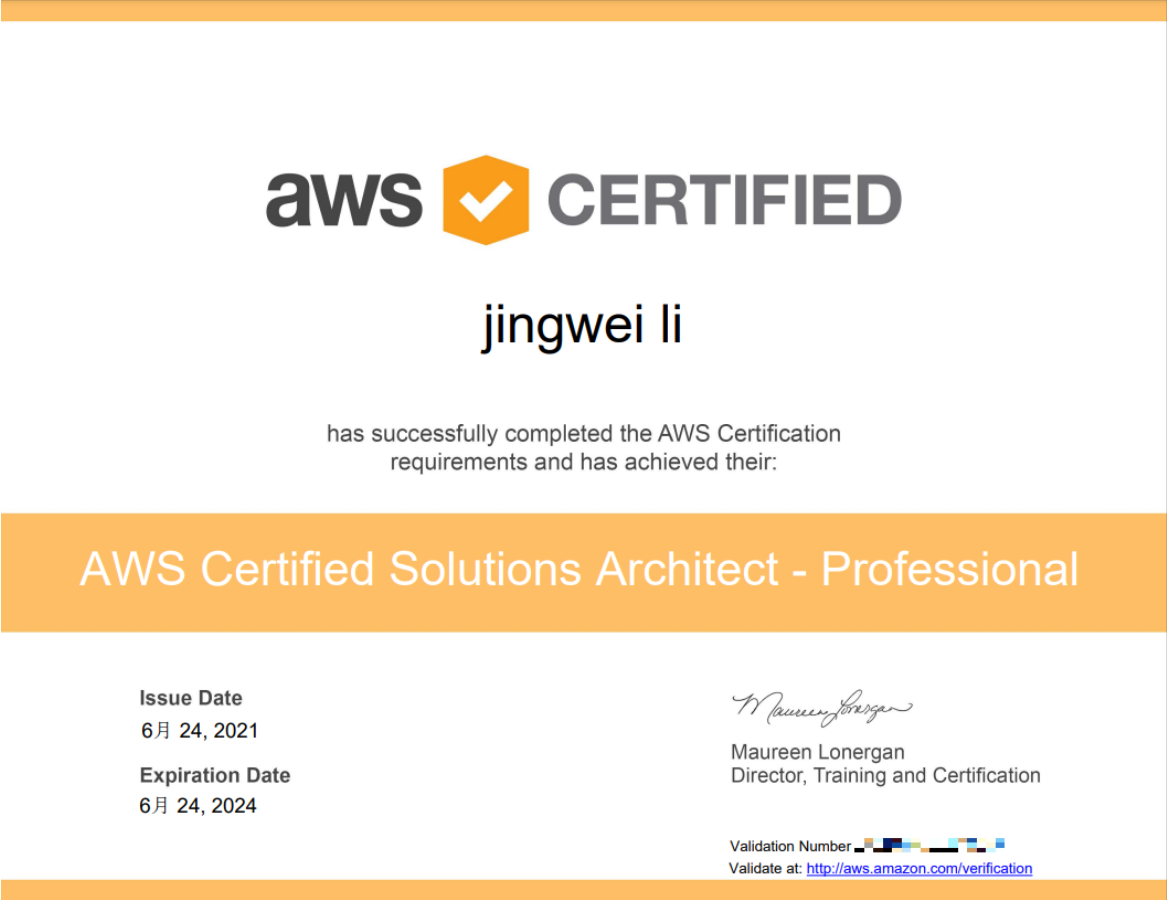 aws CERTIFIED
jingwei li
has successfully completed the AWS Certification
requirements and has achieved their:
AWS Certified Solutions Architect - Professional
Issue Date
6月 24, 2021
Expiration Date
6月 24, 2024
Maureen Lonergan
Maureen Lonergan
Director, Training and Certification
Validation Number
Validate at: http://aws.amazon.com/verification